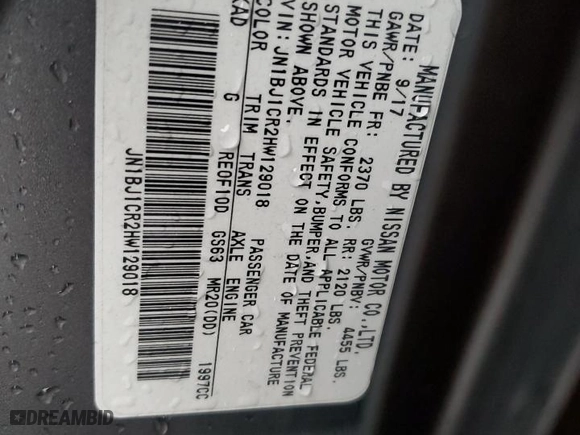 MANUFACTURED BY NISSAN MOTOR CO.,LTD.
DATE: 9/17 GVWR/PNBV: 4455 LBS.
GAWR/PNBE FR: 2370 LBS. RR: 2120 LBS.
THIS VEHICLE CONFORMS TO ALL APPLICABLE FEDERAL
MOTOR VEHICLE SAFETY,BUMPER,AND THEFT PREVENTION
STANDARDS IN EFFECT ON THE DATE OF MANUFACTURE
SHOWN ABOVE.
VIN: JN1BJ1CR2HW129018 PASSENGER CAR
COLOR TRIM TRANS AXLE ENGINE
KAD G RE0F10D GS63 MR20(DD) 1997CC
JN1BJ1CR2HW129018
DREAMBID